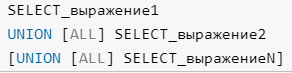 SELECT_выражение1
UNION [ALL] SELECT_выражение2
[UNION [ALL] SELECT_выражениеN]